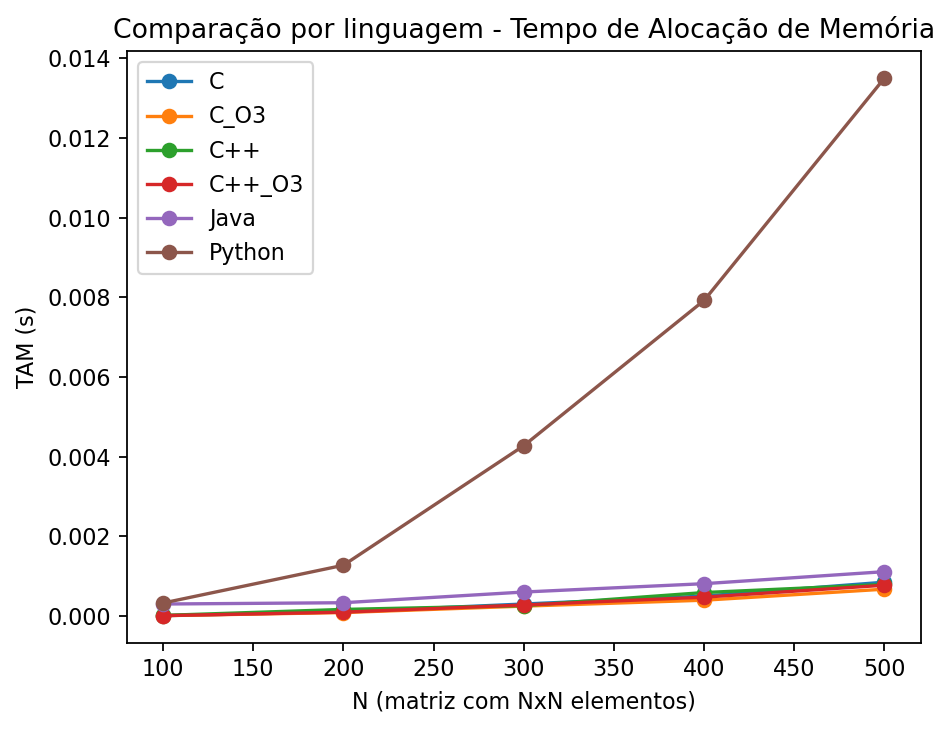 Comparação por linguagem - Tempo de Alocação de Memória
0.014
0.012
0.010
0.008
0.006
0.004
0.002
0.000
TAM (s)
C
C_O3
C++
C++_O3
Java
Python
100 150 200 250 300 350 400 450 500
N (matriz com NxN elementos)